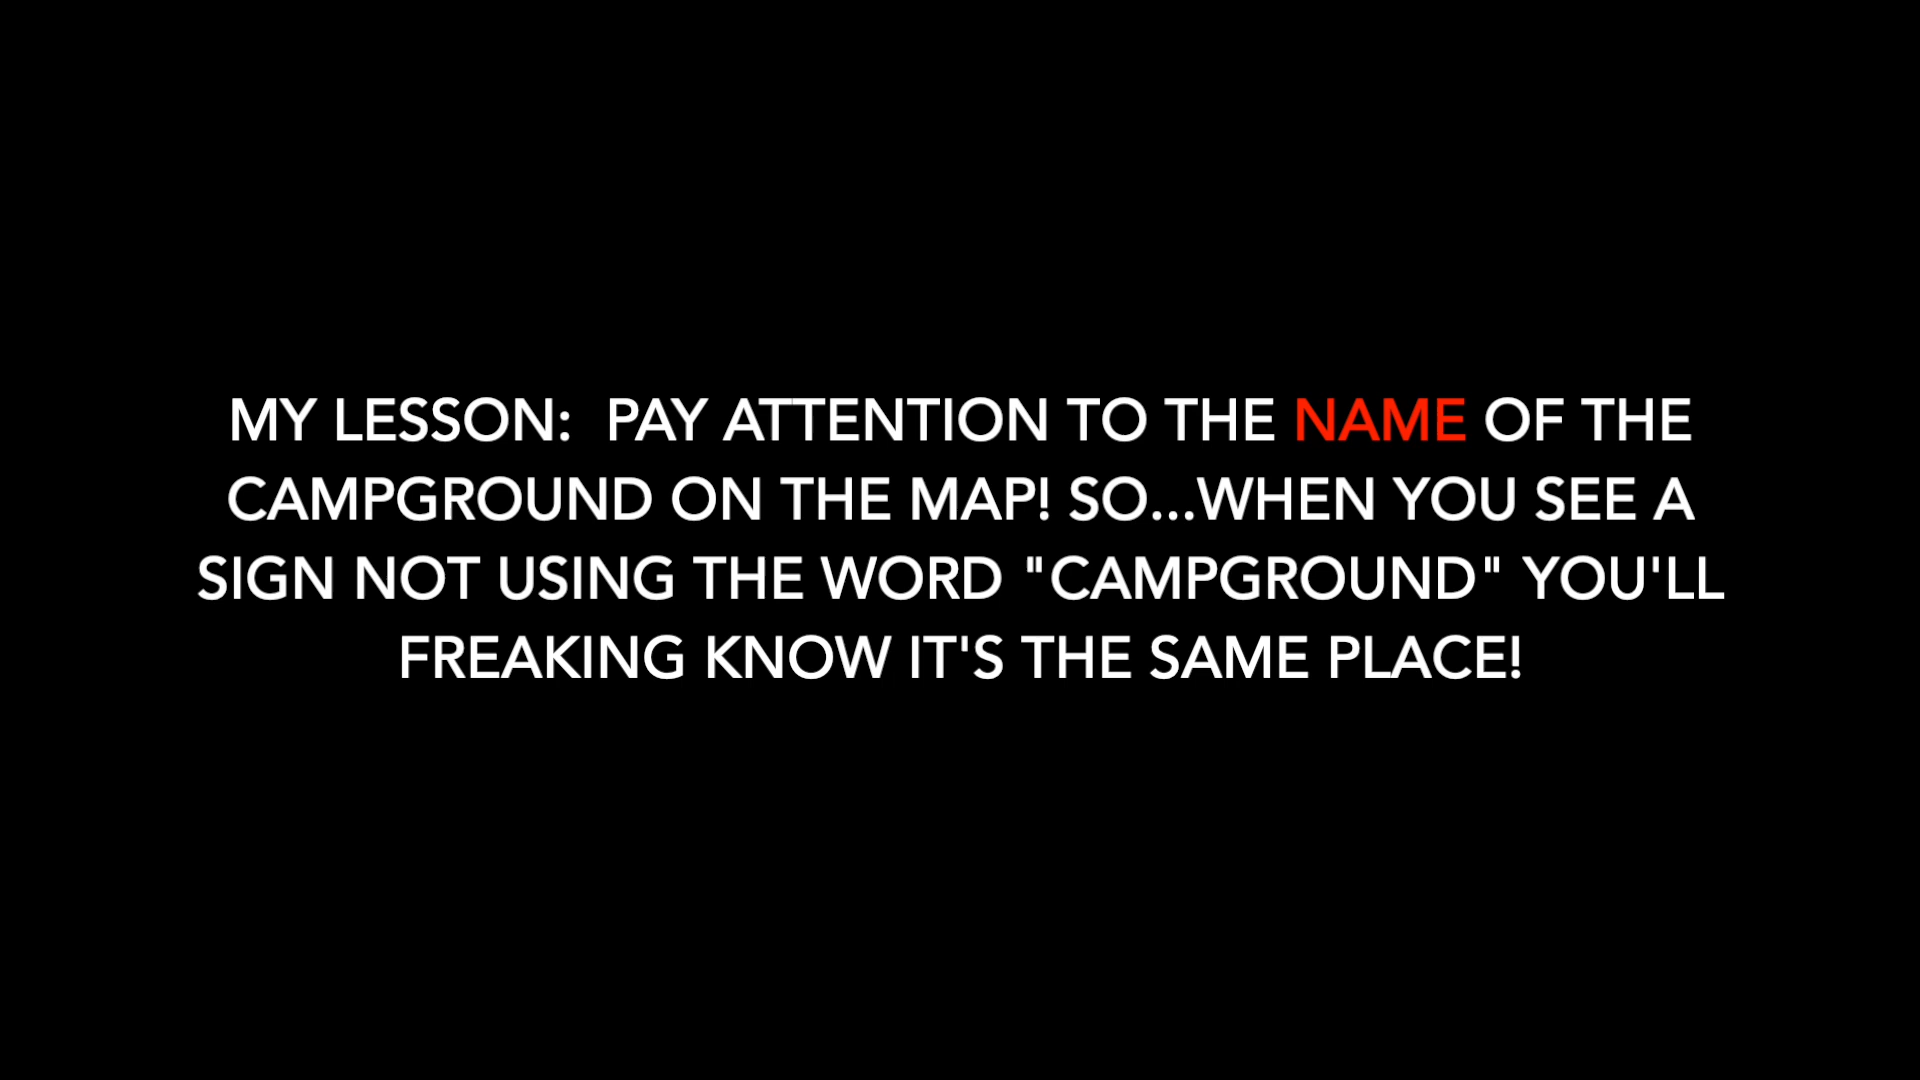 MY LESSON:  PAY ATTENTION TO THE NAME OF THE
CAMPGROUND ON THE MAP! SO...WHEN YOU SEE A
SIGN NOT USING THE WORD "CAMPGROUND" YOU'LL
FREAKING KNOW IT'S THE SAME PLACE!